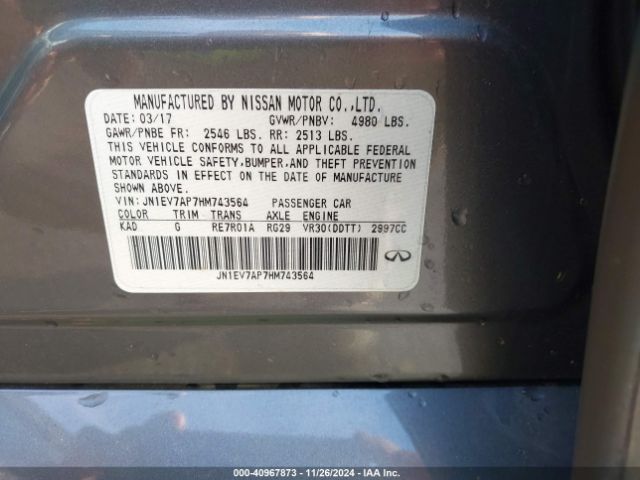 MANUFACTURED BY NISSAN MOTOR CO.,LTD.
DATE: 03/17 GVWR/PNBV: 4980 LBS.
GAWR/PNBE FR: 2546 LBS. RR: 2513 LBS.
THIS VEHICLE CONFORMS TO ALL APPLICABLE FEDERAL
MOTOR VEHICLE SAFETY, BUMPER, AND THEFT PREVENTION
STANDARDS IN EFFECT ON THE DATE OF MANUFACTURE
SHOWN ABOVE.
VIN: JN1EV7AP7HM743564 PASSENGER CAR
COLOR TRIM TRANS AXLE ENGINE
KAD G RE7R01A RG29 VR30(DDTT) 2997CC
JN1EV7AP7HM743564
000-40967873 - 11/26/2024 - IAA Inc.